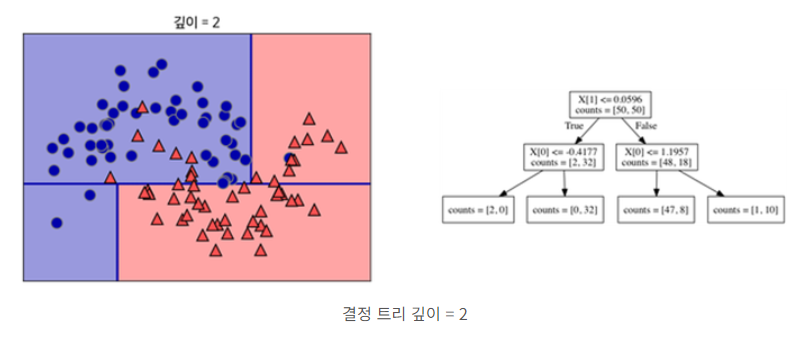 깊이 = 2
X[1] <= 0.0596
counts = [50, 50]
True
False
X[0] <= -0.4177
counts = [2, 32]
X[0] <= 1.1957
counts = [48, 18]
counts = [2, 0]
counts = [0, 32]
counts = [47, 8]
counts = [1, 10]
결정 트리 깊이 = 2